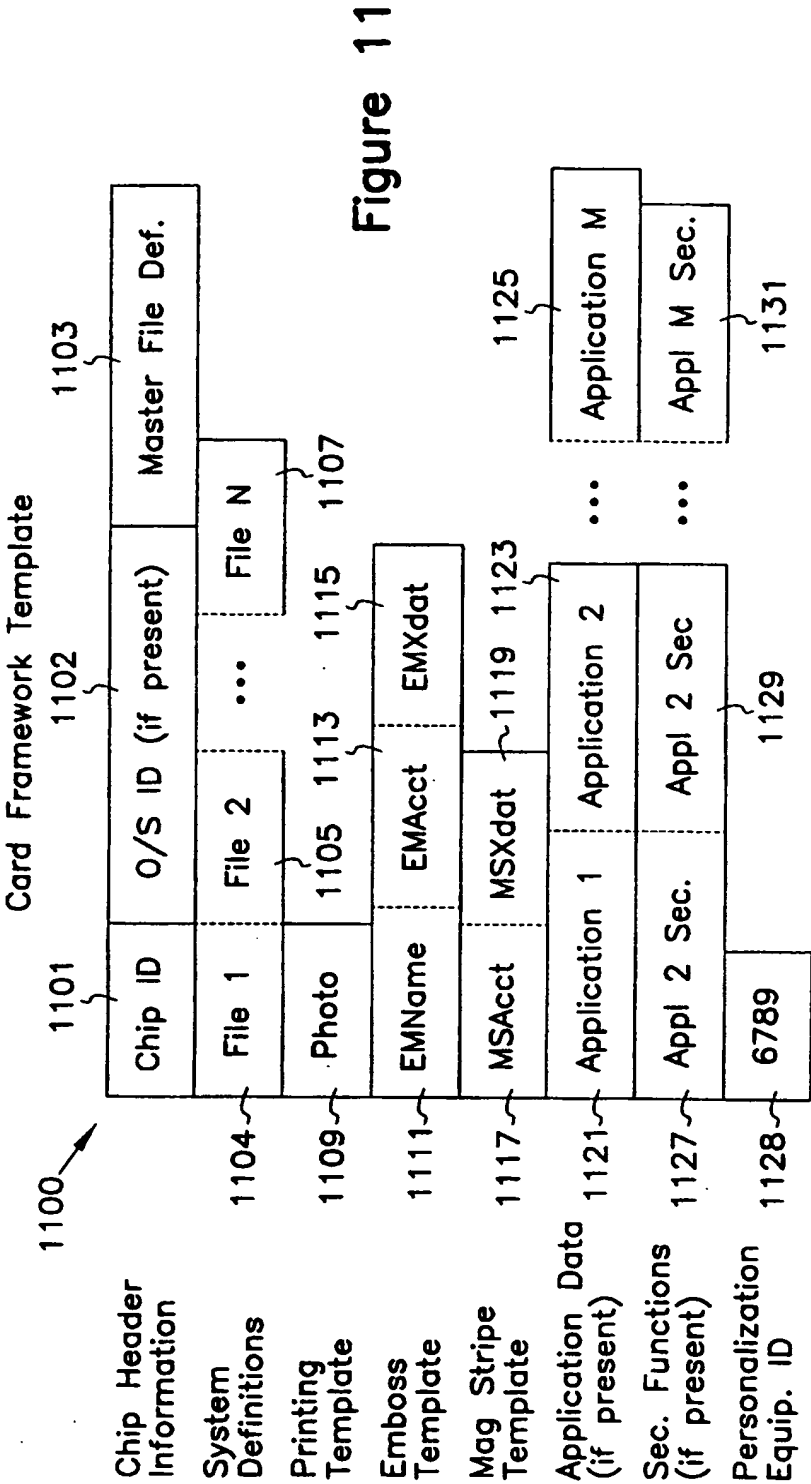 Card Framework Template
1100
1101
1102
1103
Chip Header
Information
Chip ID
O/S ID (if present)
Master File Def.
System
Definitions
1104
File 1
File 2
•••
File N
1105
1107
Printing
Template
1109
Photo
Emboss
Template
1111
EMName
EMAcct
EMXdat
1113
1115
Mag Stripe
Template
1117
MSAcct
MSXdat
1119
Application Data
(if present)
1121
Application 1
Application 2
•••
Application M
1123
1125
Sec. Functions
(if present)
1127
Appl 2 Sec.
Appl 2 Sec
•••
Appl M Sec.
1129
1131
Personalization
Equip. ID
1128
6789
Figure 11